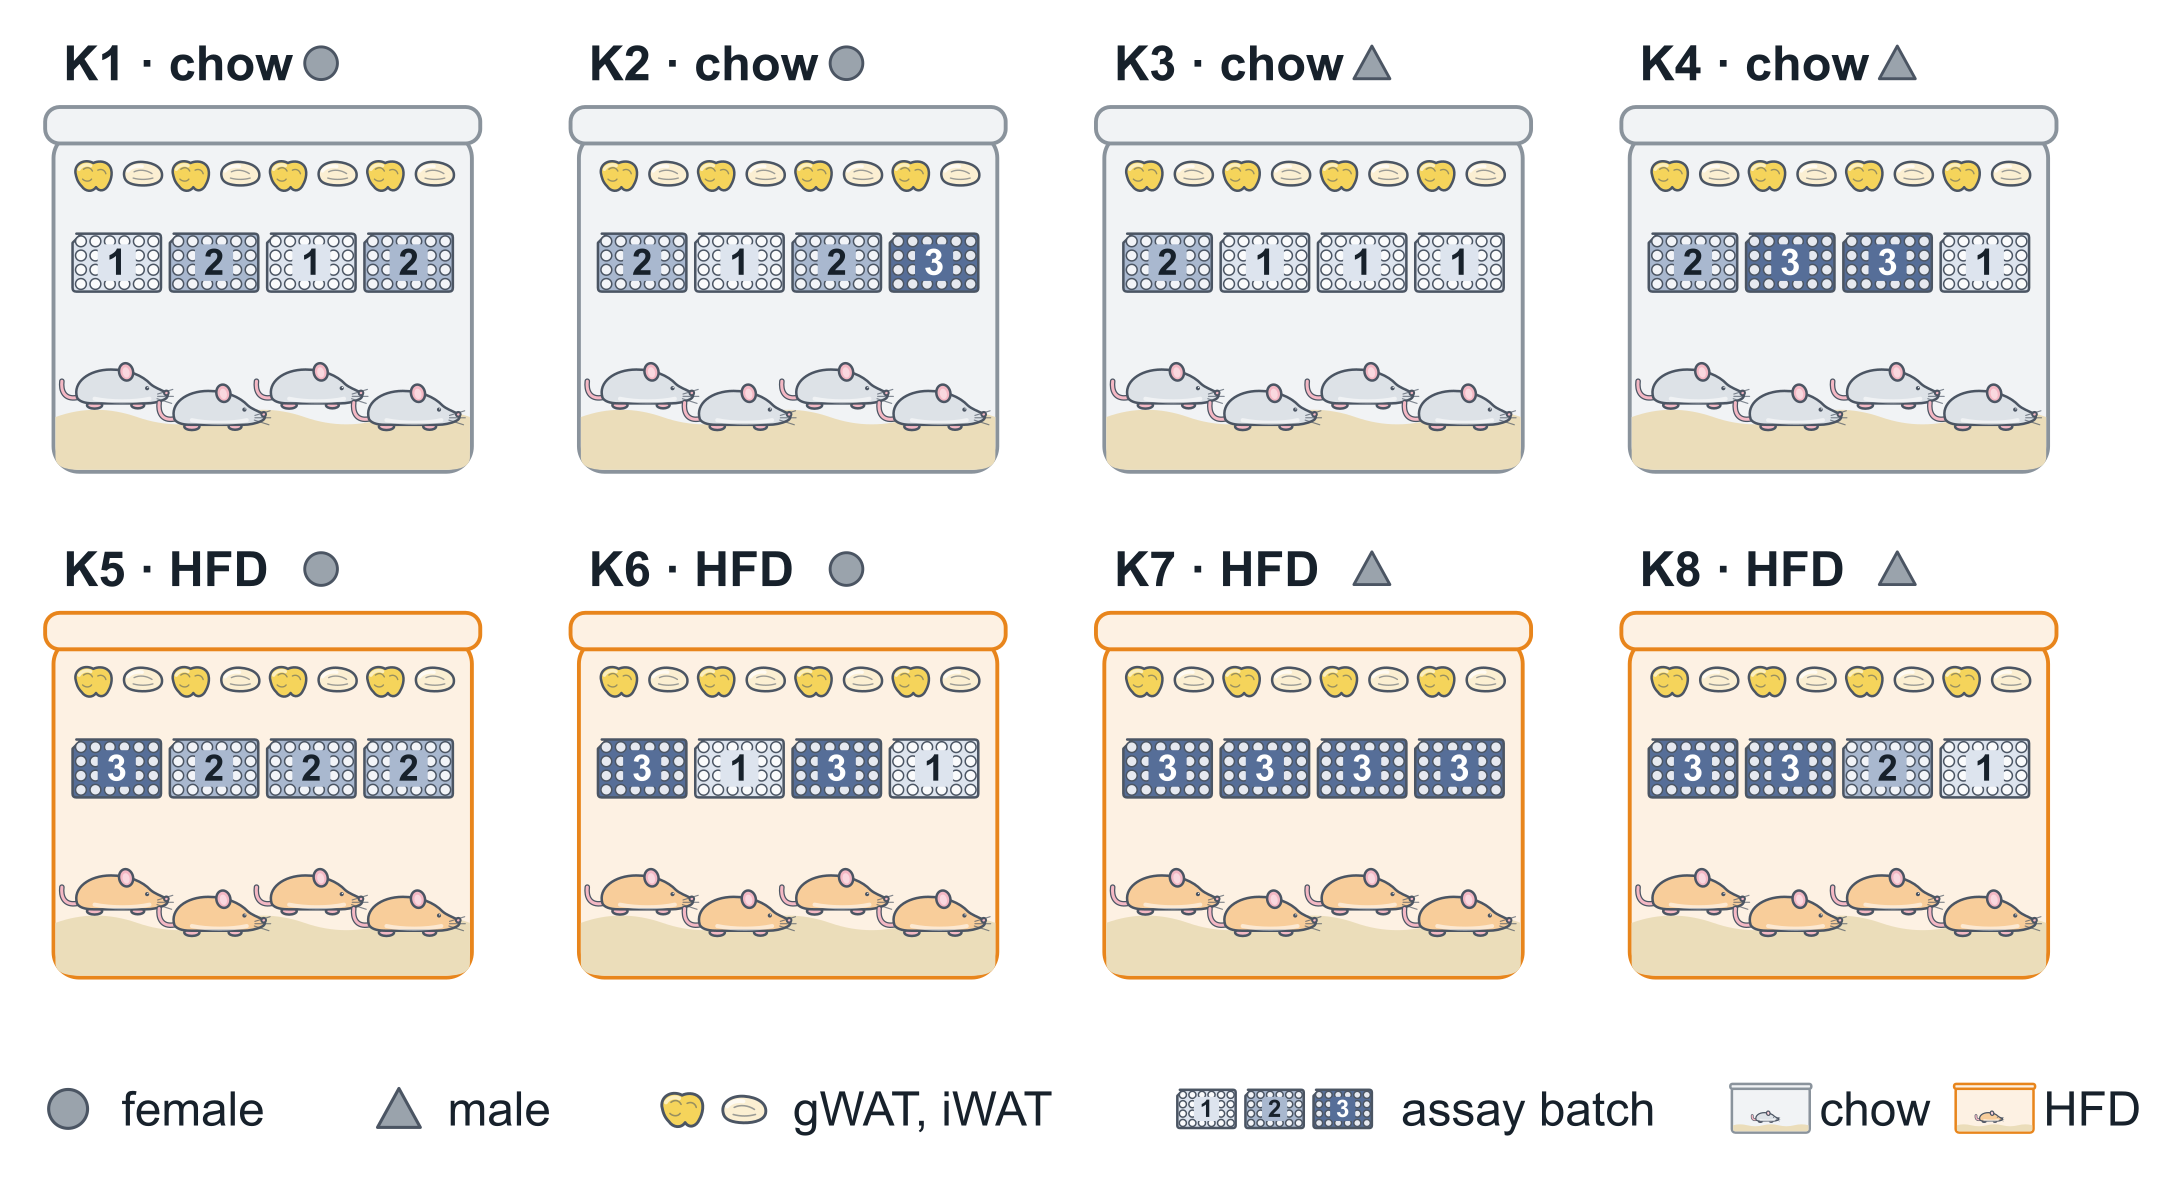 K1 · chow
K2 · chow
K3 · chow
K4 · chow
1 2 1 2
2 1 2 3
2 1 1 1
2 3 3 1
K5 · HFD
K6 · HFD
K7 · HFD
K8 · HFD
3 2 2 2
3 1 3 1
3 3 3 3
3 3 2 1
female
male
gWAT, iWAT
1 2 3 assay batch
chow
HFD